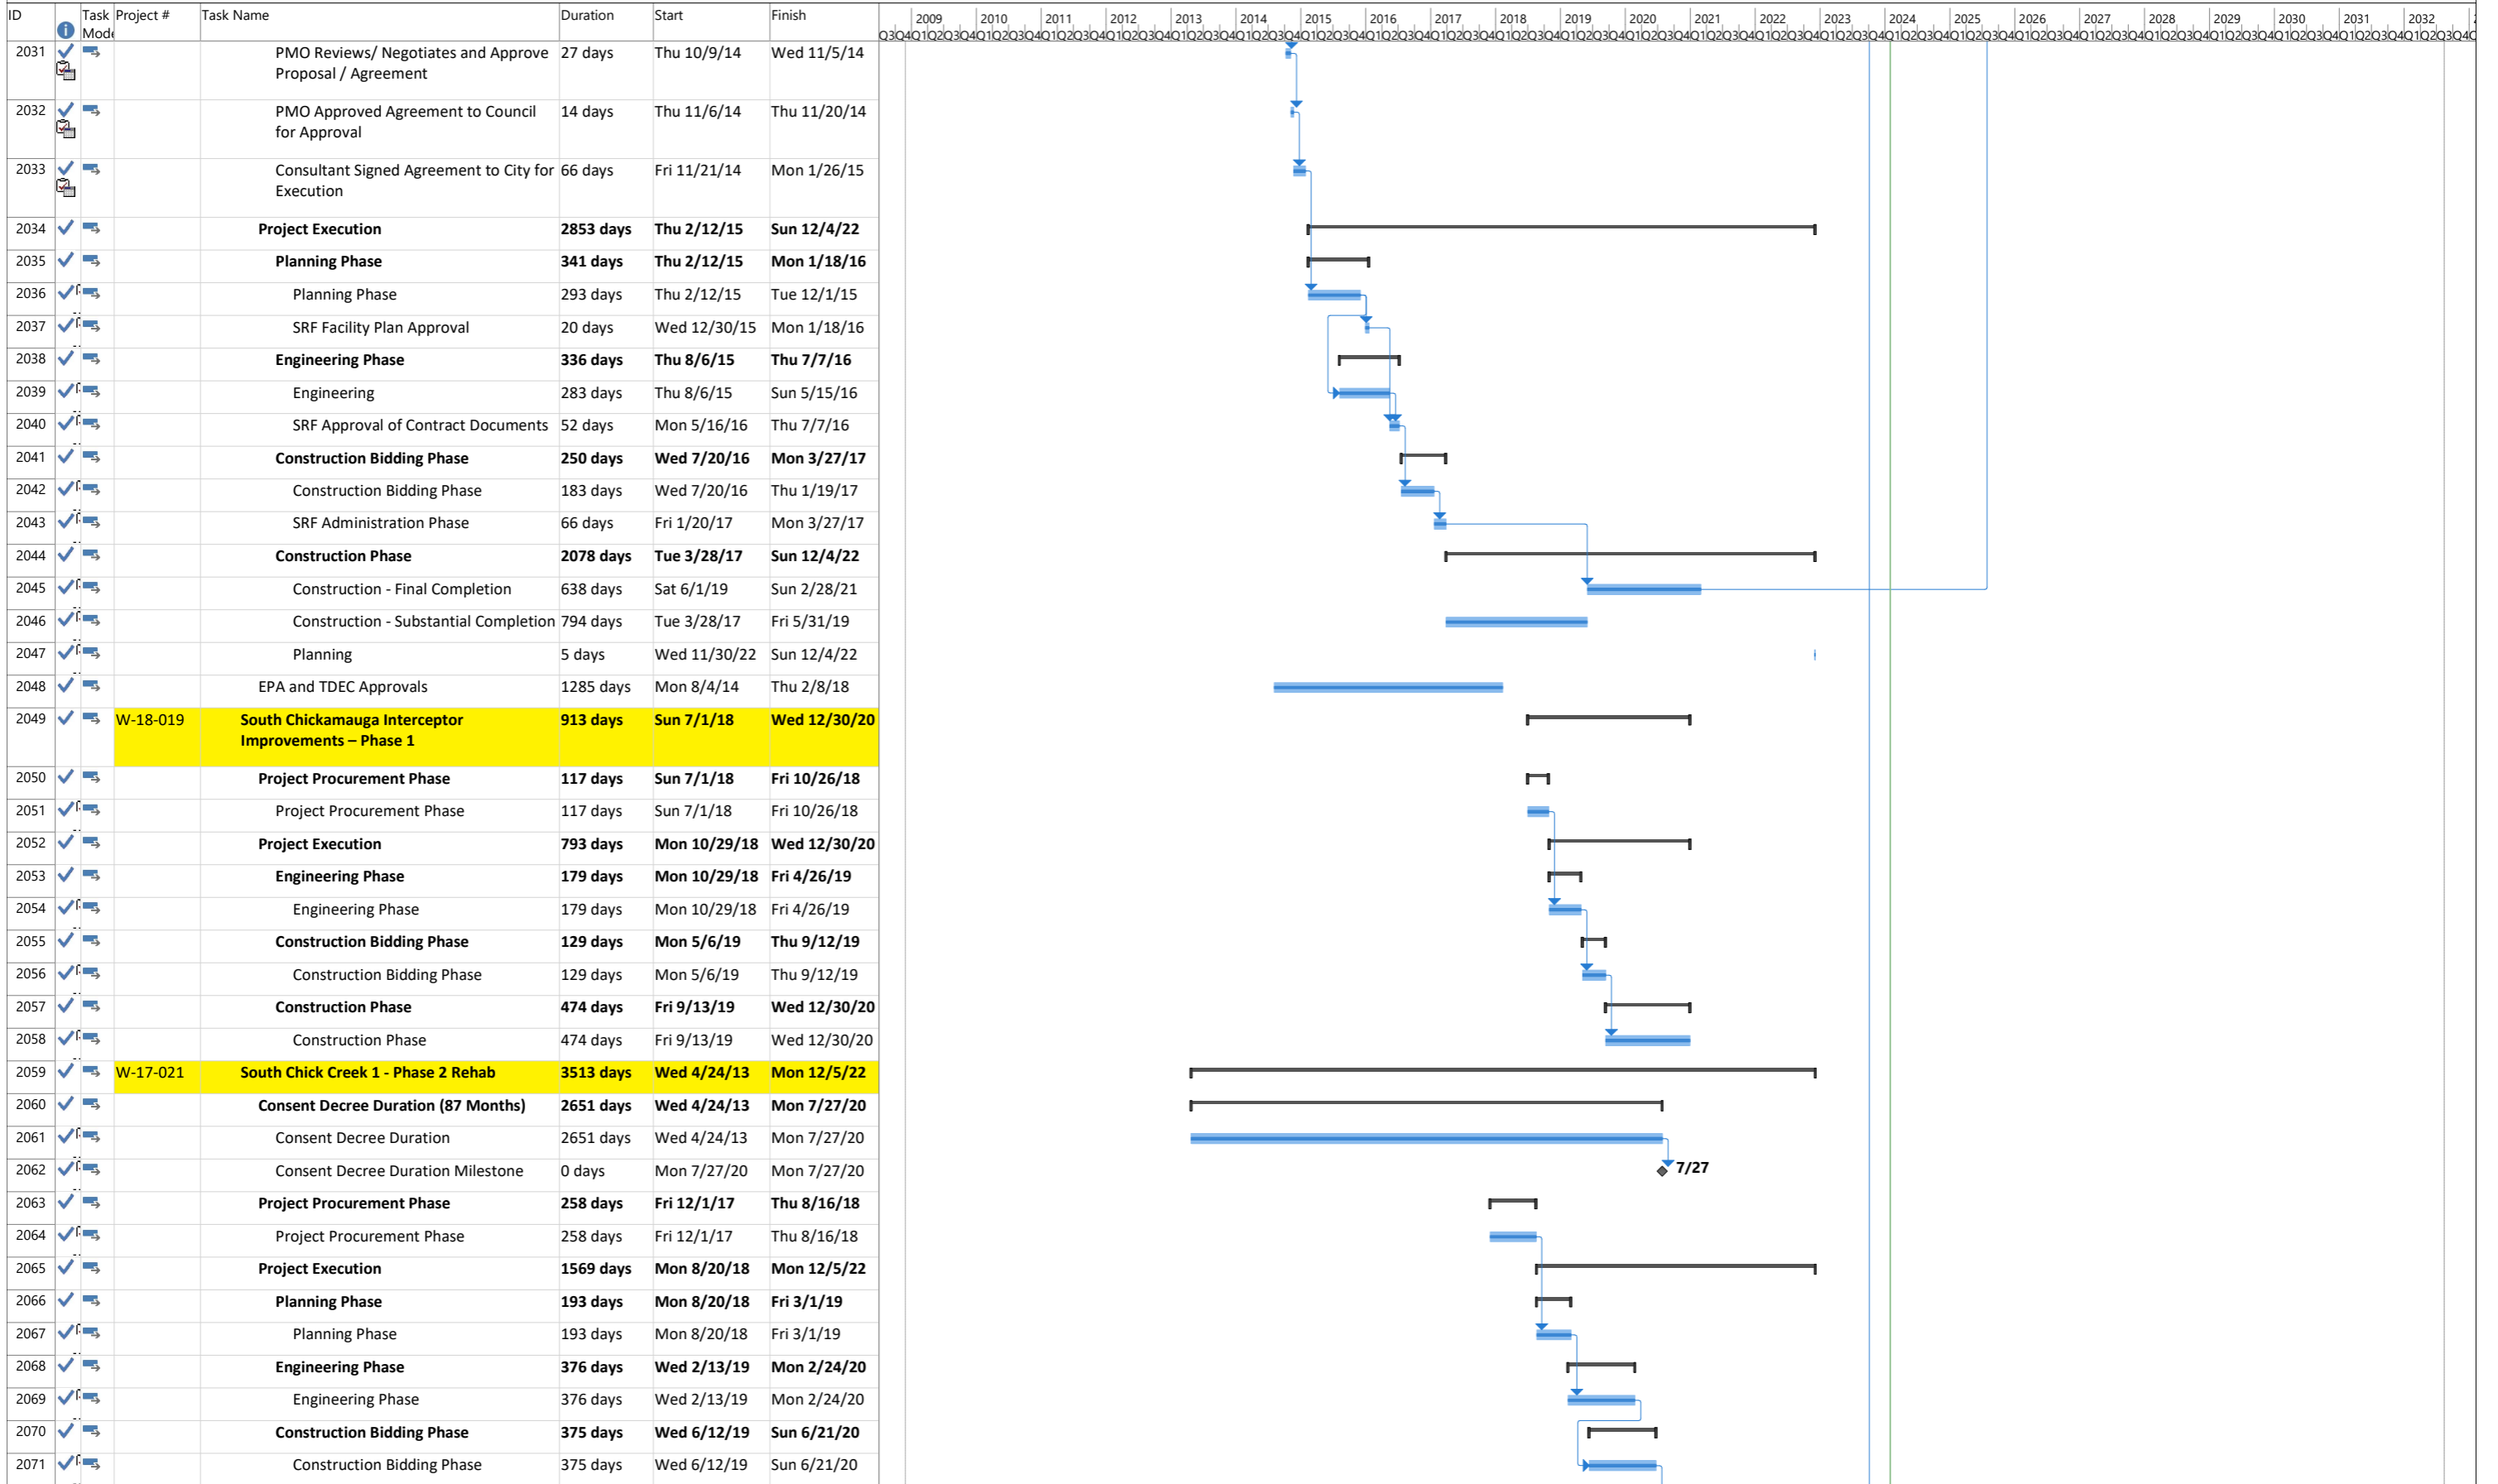 ID Task Mode Project # Task Name Duration Start Finish 2009 2010 2011 2012 2013 2014 2015 2016 2017 2018 2019 2020 2021 2022 2023 2024 2025 2026 2027 2028 2029 2030 2031 2032
Q3Q4Q1Q2Q3Q4Q1Q2Q3Q4Q1Q2Q3Q4Q1Q2Q3Q4Q1Q2Q3Q4Q1Q2Q3Q4Q1Q2Q3Q4Q1Q2Q3Q4Q1Q2Q3Q4Q1Q2Q3Q4Q1Q2Q3Q4Q1Q2Q3Q4Q1Q2Q3Q4Q1Q2Q3Q4Q1Q2Q3Q4Q1Q2Q3Q4Q1Q2Q3Q4Q1Q2Q3Q4Q1Q2Q3Q4Q1Q2Q3Q4Q1Q2Q3Q4Q1Q2Q3Q4Q1Q2Q3Q4Q1Q2Q3Q4
2031 PMO Reviews/ Negotiates and Approve 27 days Thu 10/9/14 Wed 11/5/14
Proposal / Agreement
2032 PMO Approved Agreement to Council 14 days Thu 11/6/14 Thu 11/20/14
for Approval
2033 Consultant Signed Agreement to City for 66 days Fri 11/21/14 Mon 1/26/15
Execution
2034 Project Execution 2853 days Thu 2/12/15 Sun 12/4/22
2035 Planning Phase 341 days Thu 2/12/15 Mon 1/18/16
2036 Planning Phase 293 days Thu 2/12/15 Tue 12/1/15
2037 SRF Facility Plan Approval 20 days Wed 12/30/15 Mon 1/18/16
2038 Engineering Phase 336 days Thu 8/6/15 Thu 7/7/16
2039 Engineering 283 days Thu 8/6/15 Sun 5/15/16
2040 SRF Approval of Contract Documents 52 days Mon 5/16/16 Thu 7/7/16
2041 Construction Bidding Phase 250 days Wed 7/20/16 Mon 3/27/17
2042 Construction Bidding Phase 183 days Wed 7/20/16 Thu 1/19/17
2043 SRF Administration Phase 66 days Fri 1/20/17 Mon 3/27/17
2044 Construction Phase 2078 days Tue 3/28/17 Sun 12/4/22
2045 Construction - Final Completion 638 days Sat 6/1/19 Sun 2/28/21
2046 Construction - Substantial Completion 794 days Tue 3/28/17 Fri 5/31/19
2047 Planning 5 days Wed 11/30/22 Sun 12/4/22
2048 EPA and TDEC Approvals 1285 days Mon 8/4/14 Thu 2/8/18
2049 W-18-019 South Chickamauga Interceptor 913 days Sun 7/1/18 Wed 12/30/20
Improvements – Phase 1
2050 Project Procurement Phase 117 days Sun 7/1/18 Fri 10/26/18
2051 Project Procurement Phase 117 days Sun 7/1/18 Fri 10/26/18
2052 Project Execution 793 days Mon 10/29/18 Wed 12/30/20
2053 Engineering Phase 179 days Mon 10/29/18 Fri 4/26/19
2054 Engineering Phase 179 days Mon 10/29/18 Fri 4/26/19
2055 Construction Bidding Phase 129 days Mon 5/6/19 Thu 9/12/19
2056 Construction Bidding Phase 129 days Mon 5/6/19 Thu 9/12/19
2057 Construction Phase 474 days Fri 9/13/19 Wed 12/30/20
2058 Construction Phase 474 days Fri 9/13/19 Wed 12/30/20
2059 W-17-021 South Chick Creek 1 - Phase 2 Rehab 3513 days Wed 4/24/13 Mon 12/5/22
2060 Consent Decree Duration (87 Months) 2651 days Wed 4/24/13 Mon 7/27/20
2061 Consent Decree Duration 2651 days Wed 4/24/13 Mon 7/27/20
2062 Consent Decree Duration Milestone 0 days Mon 7/27/20 Mon 7/27/20 7/27
2063 Project Procurement Phase 258 days Fri 12/1/17 Thu 8/16/18
2064 Project Procurement Phase 258 days Fri 12/1/17 Thu 8/16/18
2065 Project Execution 1569 days Mon 8/20/18 Mon 12/5/22
2066 Planning Phase 193 days Mon 8/20/18 Fri 3/1/19
2067 Planning Phase 193 days Mon 8/20/18 Fri 3/1/19
2068 Engineering Phase 376 days Wed 2/13/19 Mon 2/24/20
2069 Engineering Phase 376 days Wed 2/13/19 Mon 2/24/20
2070 Construction Bidding Phase 375 days Wed 6/12/19 Sun 6/21/20
2071 Construction Bidding Phase 375 days Wed 6/12/19 Sun 6/21/20